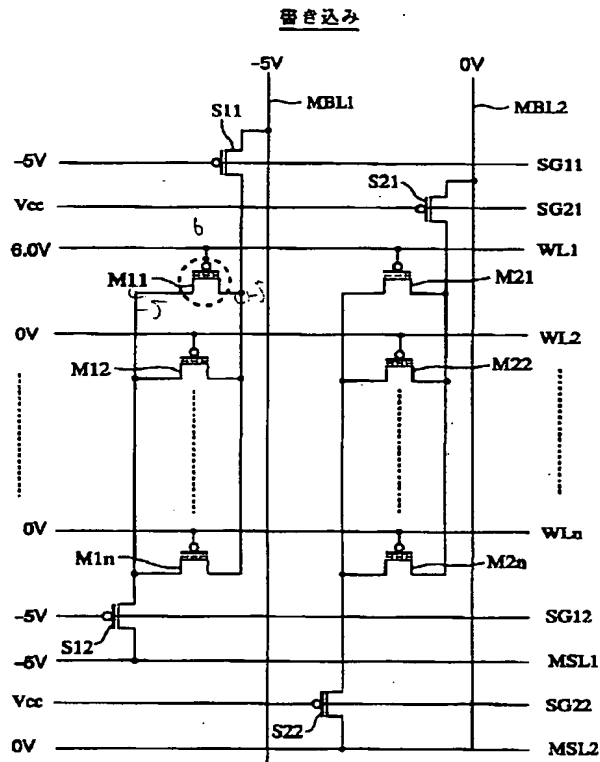 書き込み
-5V 0V
MBL1 MBL2
S11
-5V SG11
S21
Vcc SG21
6
6.0V WL1
M11 M21
0V WL2
M12 M22
0V WLn
M1n M2n
-5V SG12
S12
-5V MSL1
Vcc SG22
S22
0V MSL2